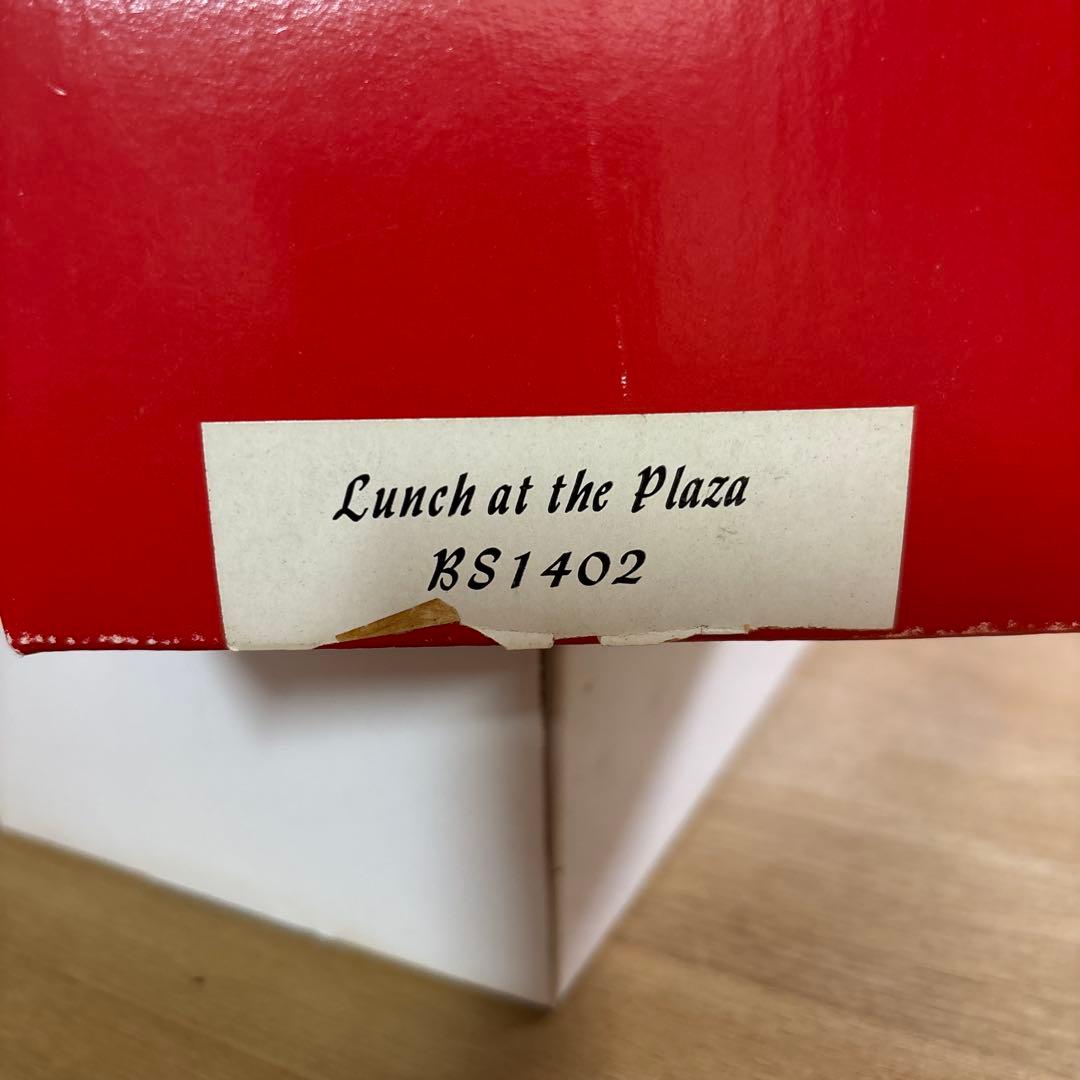 Lunch at the Plaza
BS1402